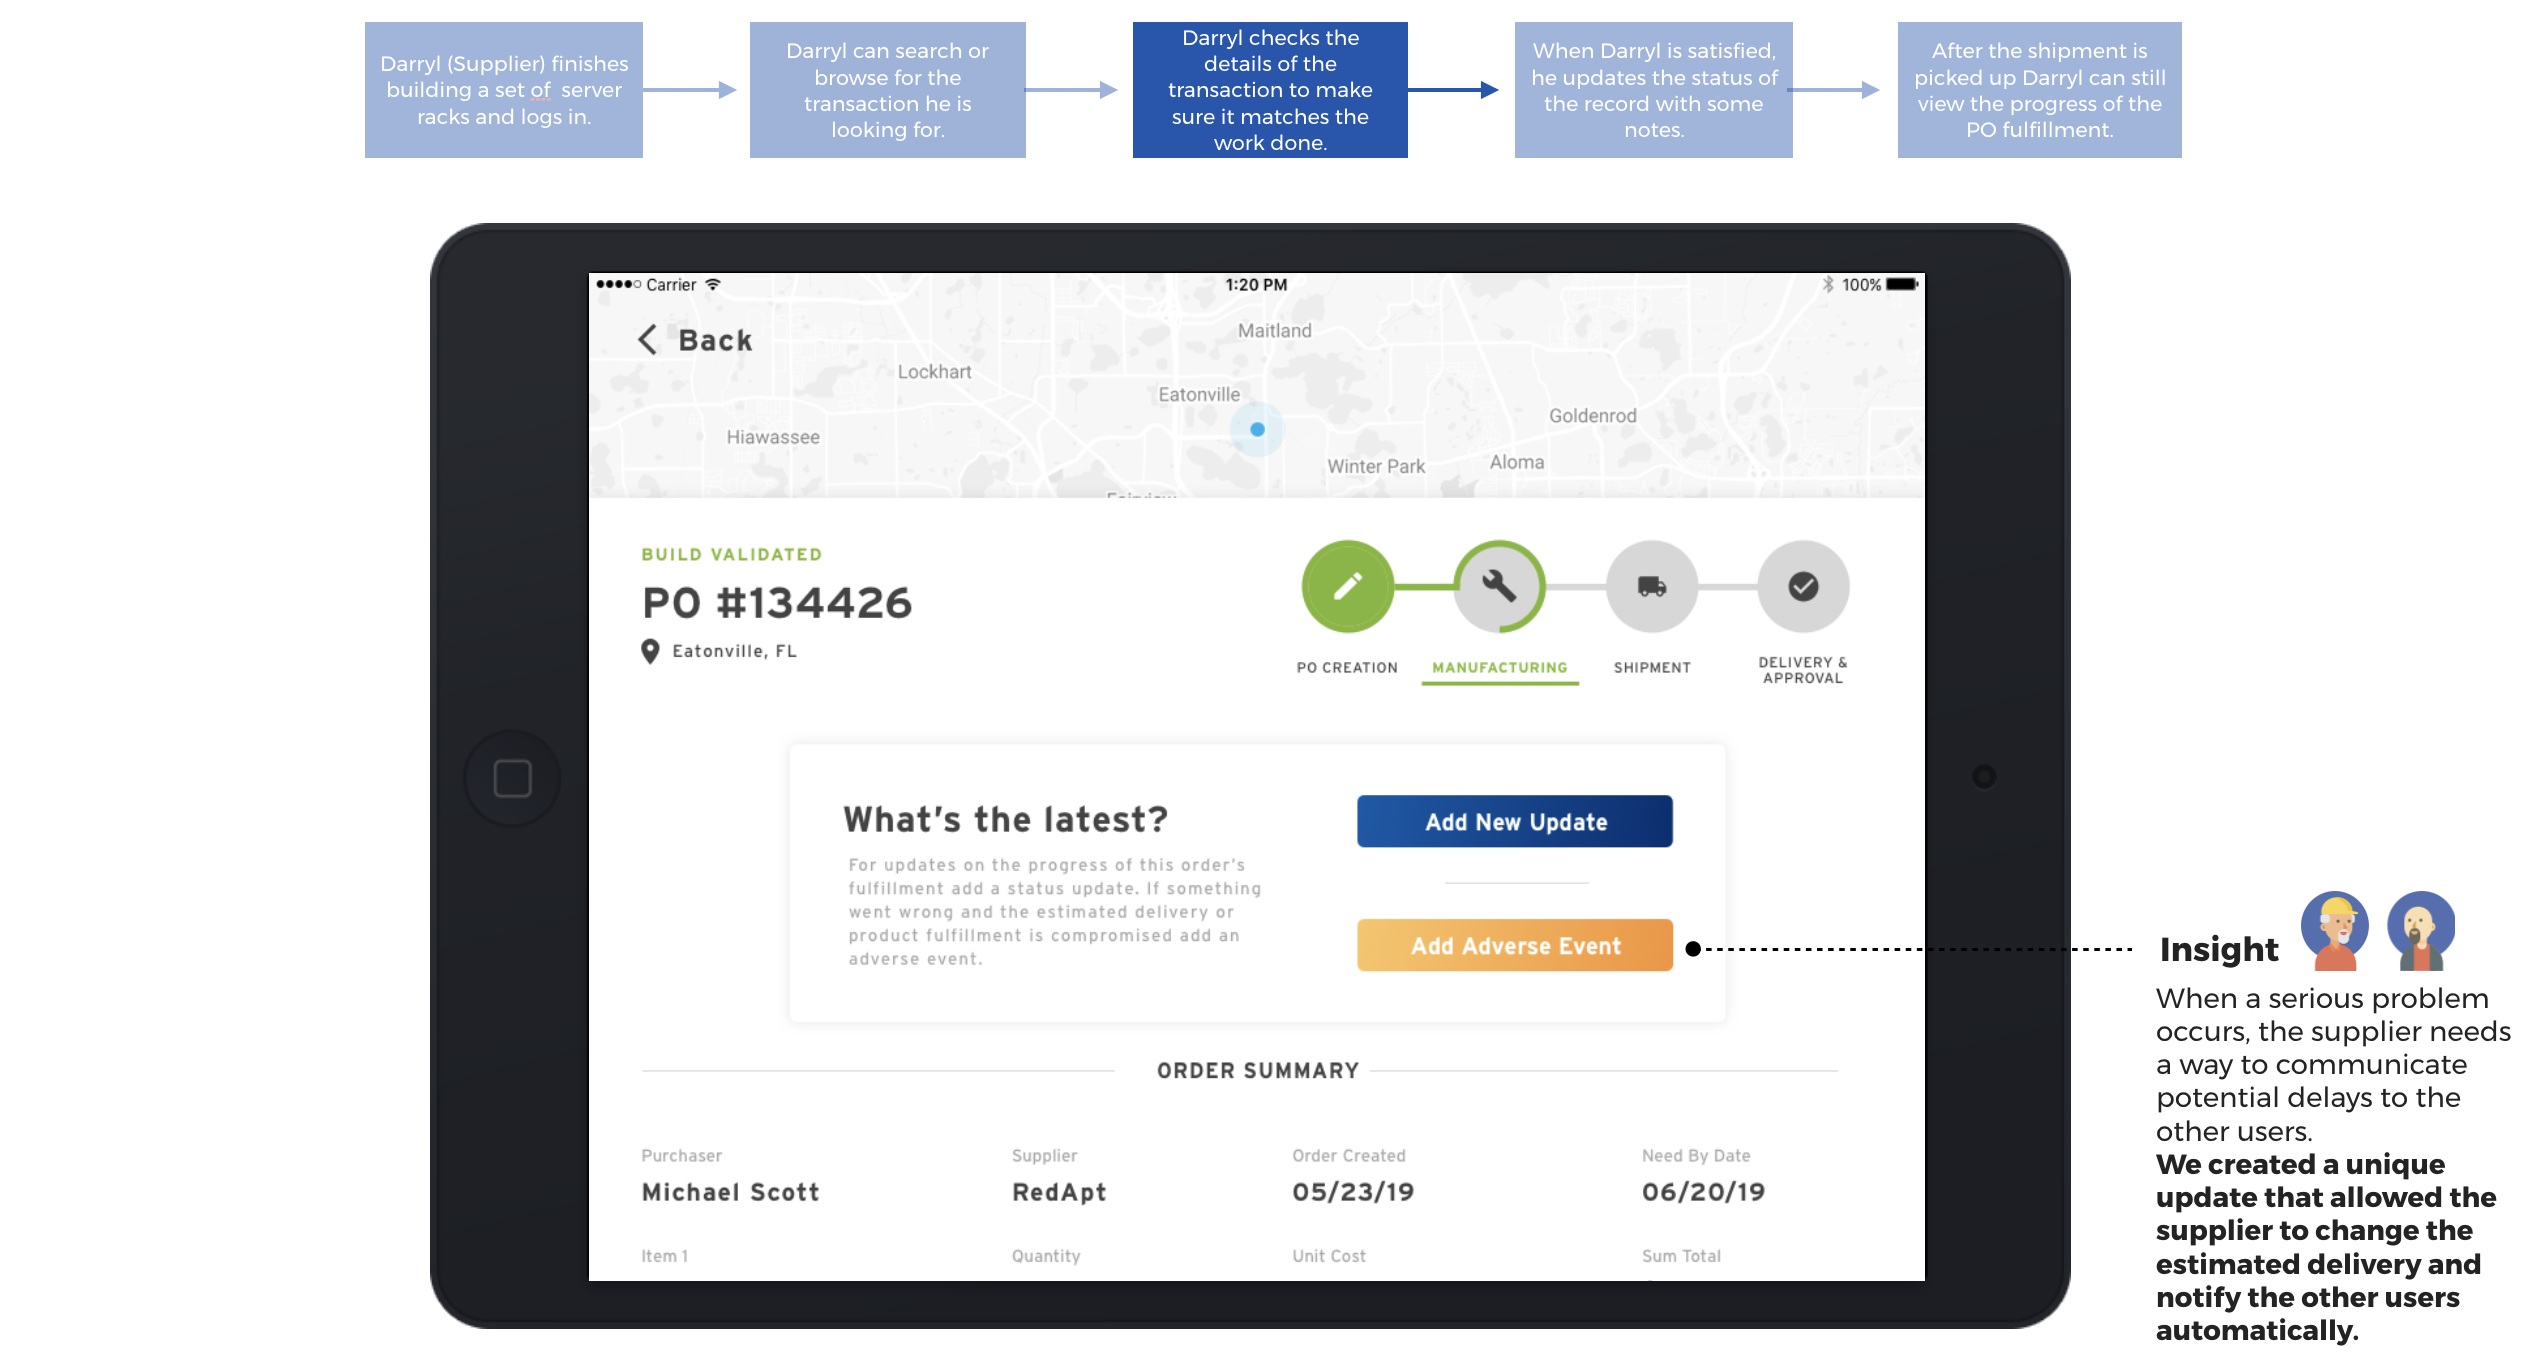 Darryl (Supplier) finishes
building a set of  server
racks and logs in.
Darryl can search or
browse for the
transaction he is
looking for.
Darryl checks the
details of the
transaction to make
sure it matches the
work done.
When Darryl is satisfied,
he updates the status of
the record with some
notes.
After the shipment is
picked up Darryl can still
view the progress of the
PO fulfillment.
Carrier
1:20 PM
100%
Back
Maitland
Lockhart
Eatonville
Goldenrod
Hiawassee
Winter Park
Aloma
BUILD VALIDATED
PO #134426
Eatonville, FL
PO CREATION
MANUFACTURING
SHIPMENT
DELIVERY &
APPROVAL
What's the latest?
For updates on the progress of this order's
fulfillment add a status update. If something
went wrong and the estimated delivery or
product fulfillment is compromised add an
adverse event.
Add New Update
Add Adverse Event
Insight
When a serious problem
occurs, the supplier needs
a way to communicate
potential delays to the
other users.
We created a unique
update that allowed the
supplier to change the
estimated delivery and
notify the other users
automatically.
ORDER SUMMARY
Purchaser
Supplier
Order Created
Need By Date
Michael Scott
RedApt
05/23/19
06/20/19
Item 1
Quantity
Unit Cost
Sum Total